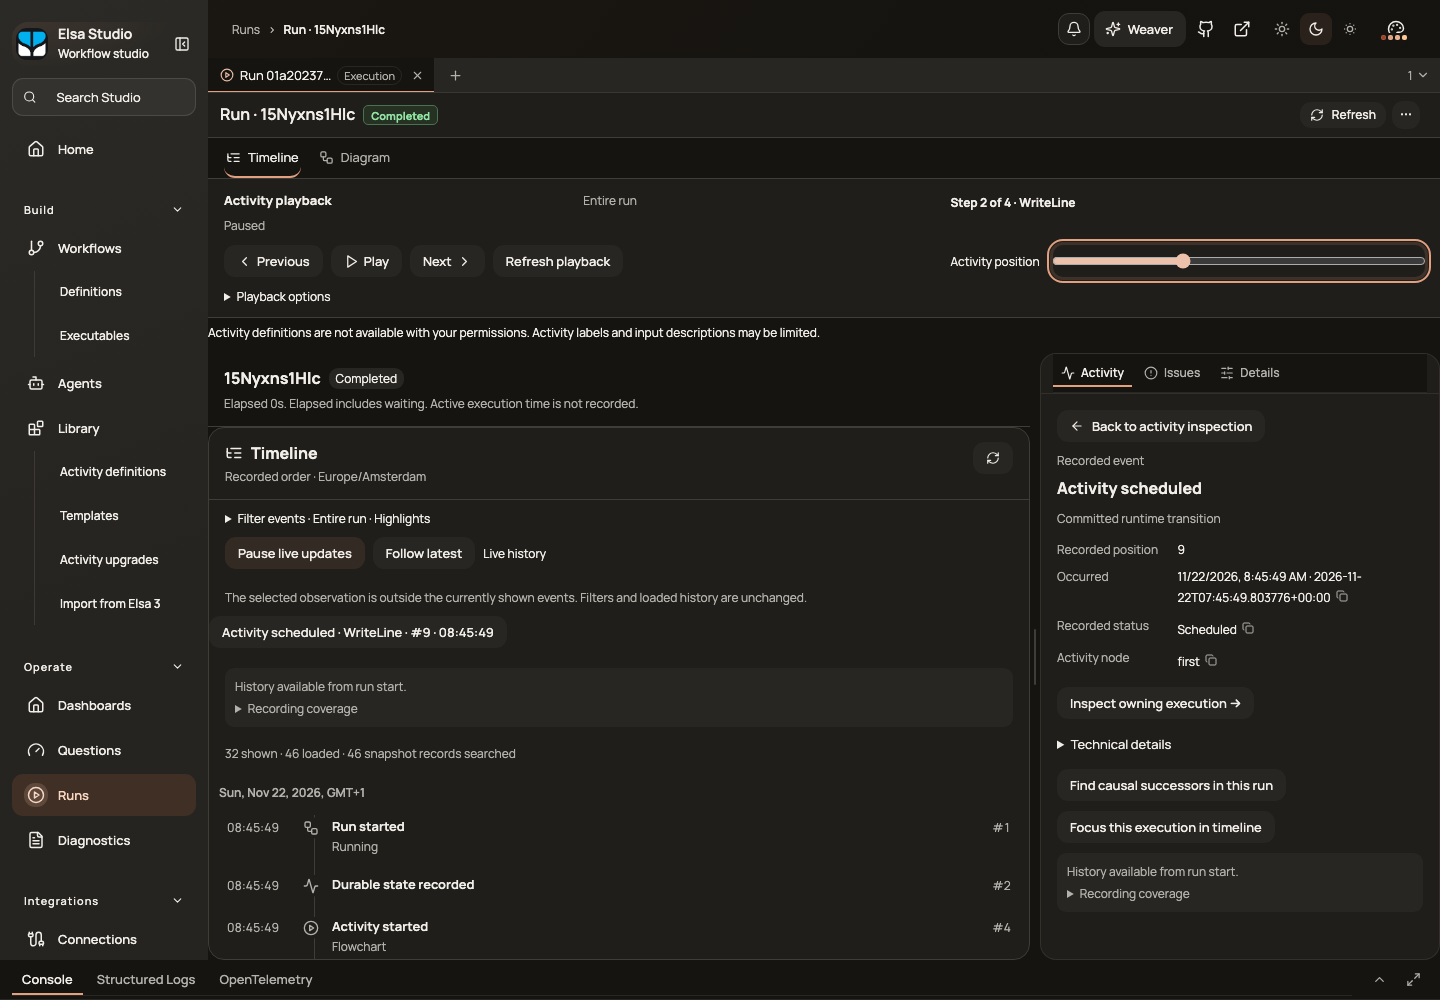 Elsa Studio
Workflow studio
Search Studio
Home
Build
Workflows
Definitions
Executables
Agents
Library
Activity definitions
Templates
Activity upgrades
Import from Elsa 3
Operate
Dashboards
Questions
Runs
Diagnostics
Integrations
Connections
Runs › Run · 15Nyxns1Hlc
Weaver
Run 01a20237... Execution
1
Run · 15Nyxns1Hlc Completed
Refresh
Timeline Diagram
Activity playback
Entire run
Step 2 of 4 · WriteLine
Paused
Previous Play Next Refresh playback
Activity position
Playback options
Activity definitions are not available with your permissions. Activity labels and input descriptions may be limited.
15Nyxns1Hlc Completed
Elapsed 0s. Elapsed includes waiting. Active execution time is not recorded.
Timeline
Recorded order · Europe/Amsterdam
Filter events · Entire run · Highlights
Pause live updates Follow latest Live history
The selected observation is outside the currently shown events. Filters and loaded history are unchanged.
Activity scheduled · WriteLine · #9 · 08:45:49
History available from run start.
Recording coverage
32 shown · 46 loaded · 46 snapshot records searched
Sun, Nov 22, 2026, GMT+1
08:45:49 Run started #1
Running
08:45:49 Durable state recorded #2
08:45:49 Activity started #4
Flowchart
Activity Issues Details
Back to activity inspection
Recorded event
Activity scheduled
Committed runtime transition
Recorded position 9
Occurred 11/22/2026, 8:45:49 AM · 2026-11-
22T07:45:49.803776+00:00
Recorded status Scheduled
Activity node first
Inspect owning execution →
Technical details
Find causal successors in this run
Focus this execution in timeline
History available from run start.
Recording coverage
Console Structured Logs OpenTelemetry